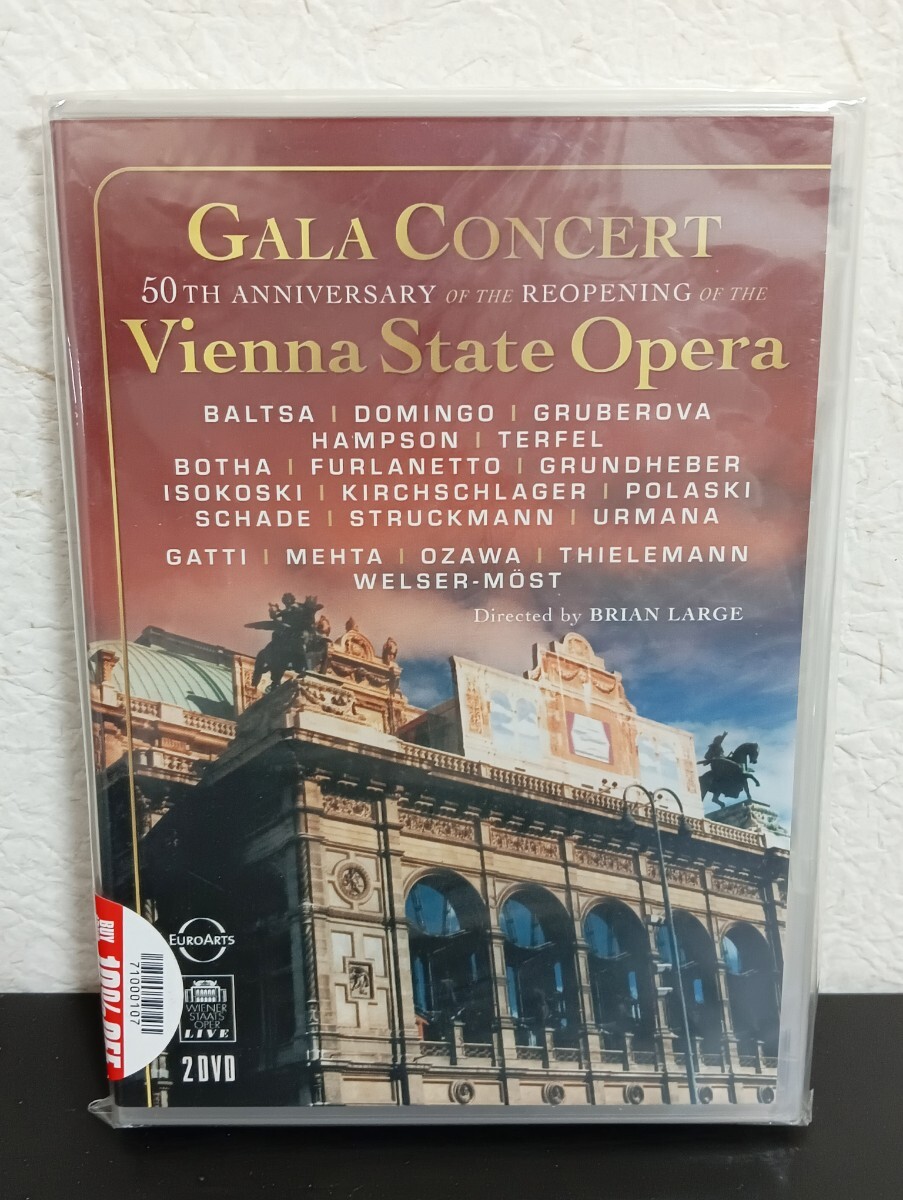 GALA CONCERT
50TH ANNIVERSARY OF THE REOPENING OF THE
Vienna State Opera
BALTSA | DOMINGO | GRUBEROVA
HAMPSON | TERFEL
BOTHA | FURLANETTO | GRUNDHEBER
ISOKOSKI | KIRCHSCHLAGER | POLASKI
SCHADE | STRUCKMANN | URMANA
GATTI | MEHTA | OZAWA | THIELEMANN
WELSER-MÖST
Directed by BRIAN LARGE
EUROARTS
WIENER
STAATS
OPER
LIVE
2 DVD
BUY
71000107